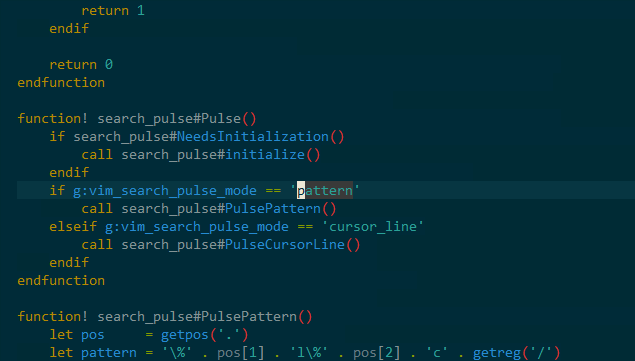 return 1
    endif

    return 0
endfunction

function! search_pulse#Pulse()
    if search_pulse#NeedsInitialization()
        call search_pulse#initialize()
    endif
    if g:vim_search_pulse_mode == 'pattern'
        call search_pulse#PulsePattern()
    elseif g:vim_search_pulse_mode == 'cursor_line'
        call search_pulse#PulseCursorLine()
    endif
endfunction

function! search_pulse#PulsePattern()
    let pos     = getpos('.')
    let pattern = '\%' . pos[1] . 'l\%' . pos[2] . 'c' . getreg('/')